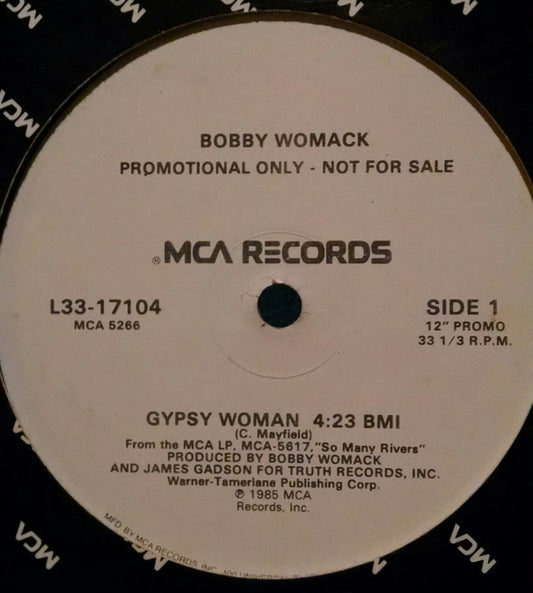 MCA
MCA
MCA
MCA
BOBBY WOMACK
PROMOTIONAL ONLY - NOT FOR SALE
® MCA RECORDS
L33-17104
MCA 5266
SIDE 1
12" PROMO
33 1/3 R.P.M.
GYPSY WOMAN 4:23 BMI
(C. Mayfield)
From the MCA LP, MCA-5617, "So Many Rivers"
PRODUCED BY BOBBY WOMACK
AND JAMES GADSON FOR TRUTH RECORDS, INC.
Warner-Tamerlane Publishing Corp.
℗ 1985 MCA
Records, Inc.
MFD. BY MCA RECORDS, INC.
MCA
MCA